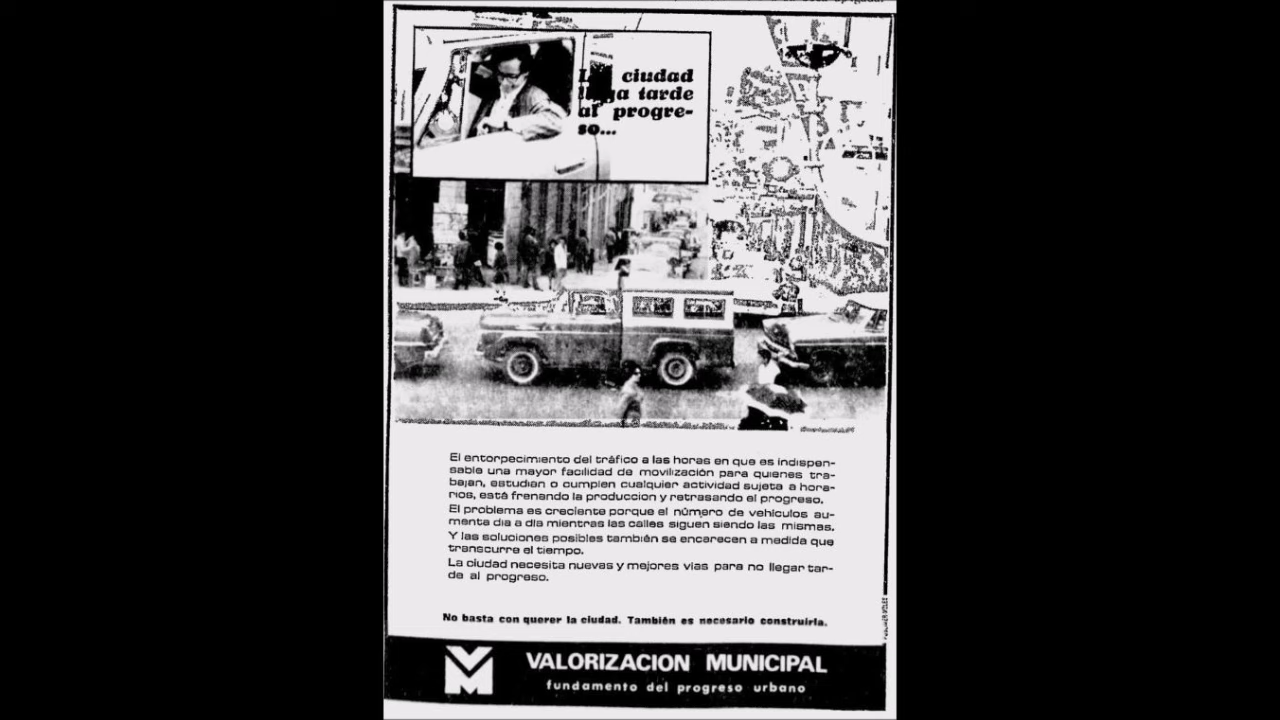 La ciudad
llega tarde
al progre-
so...
El entorpecimiento del tráfico a las horas en que es indispen-
sable una mayor facilidad de movilización para quienes tra-
bajan, estudian o cumplen cualquier actividad sujeta a hora-
rios, está frenando la produccion y retrasando el progreso.
El problema es creciente porque el número de vehículos au-
menta dia a dia mientras las calles siguen siendo las mismas.
Y las soluciones posibles también se encarecen a medida que
transcurre el tiempo.
La ciudad necesita nuevas y mejores vias para no llegar tar-
de al progreso.
No basta con querer la ciudad. También es necesario construirla.
VALORIZACION MUNICIPAL
fundamento del progreso urbano